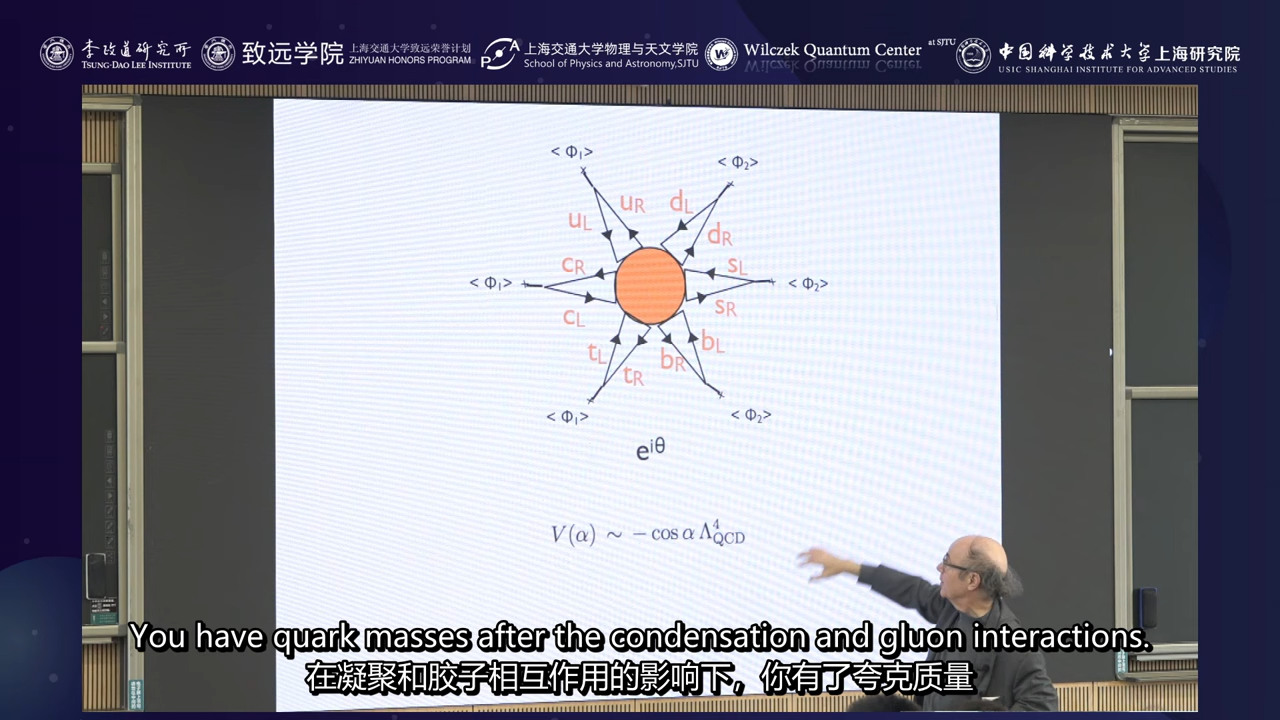 李政道研究所
TSUNG-DAO LEE INSTITUTE
致远学院
上海交通大学致远荣誉计划
ZHIYUAN HONORS PROGRAM
上海交通大学物理与天文学院
School of Physics and Astronomy,SJTU
Wilczek Quantum Center at SJTU
中国科学技术大学上海研究院
USTC SHANGHAI INSTITUTE FOR ADVANCED STUDIES
< Φ₁>
< Φ₂>
uL uR dL dR
cR sL
< Φ₁> < Φ₂>
cL sR
tL tR bR bL
< Φ₁> < Φ₂>
e^{iθ}
V(α) ∼ − cos α Λ⁴_QCD
You have quark masses after the condensation and gluon interactions.
在凝聚和胶子相互作用的影响下，你有了夸克质量